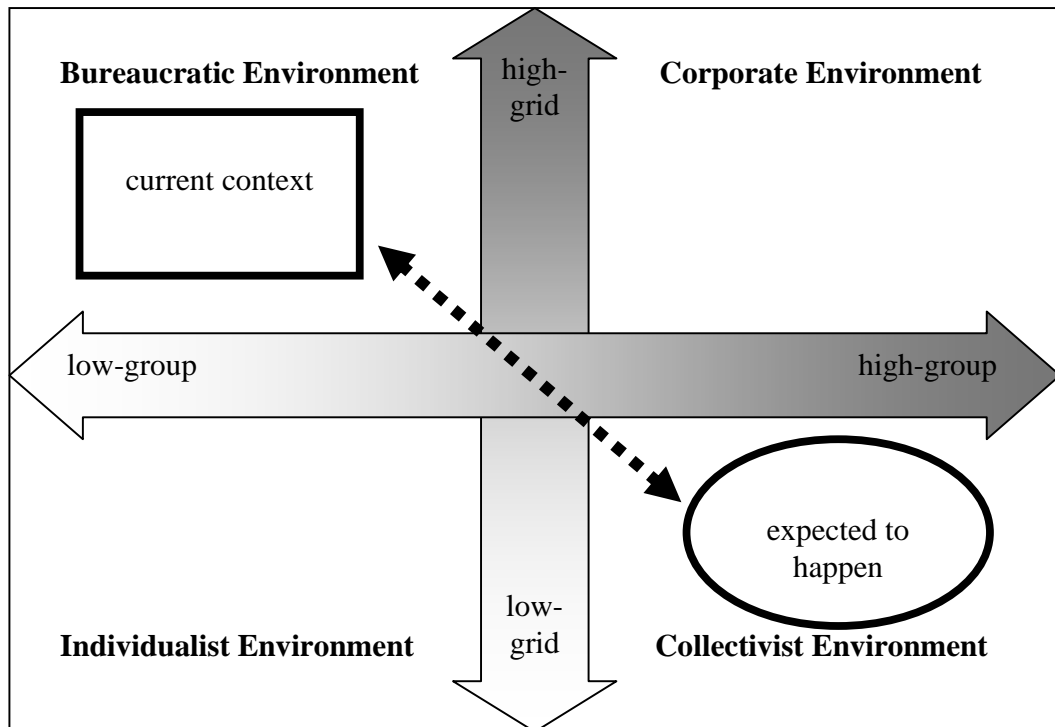 Bureaucratic Environment
high-
grid
Corporate Environment
current context
low-group
high-group
expected to
happen
low-
grid
Individualist Environment
Collectivist Environment